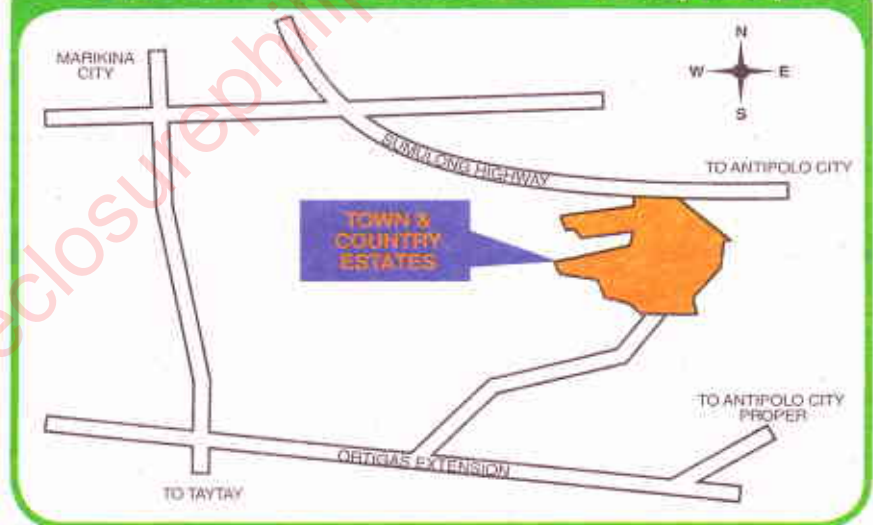 N
MARIKINA
CITY
W E
S
SUMULONG HIGHWAY
TO ANTIPOLO CITY
TOWN &
COUNTRY
ESTATES
TO ANTIPOLO CITY
PROPER
ORTIGAS EXTENSION
TO TAYTAY